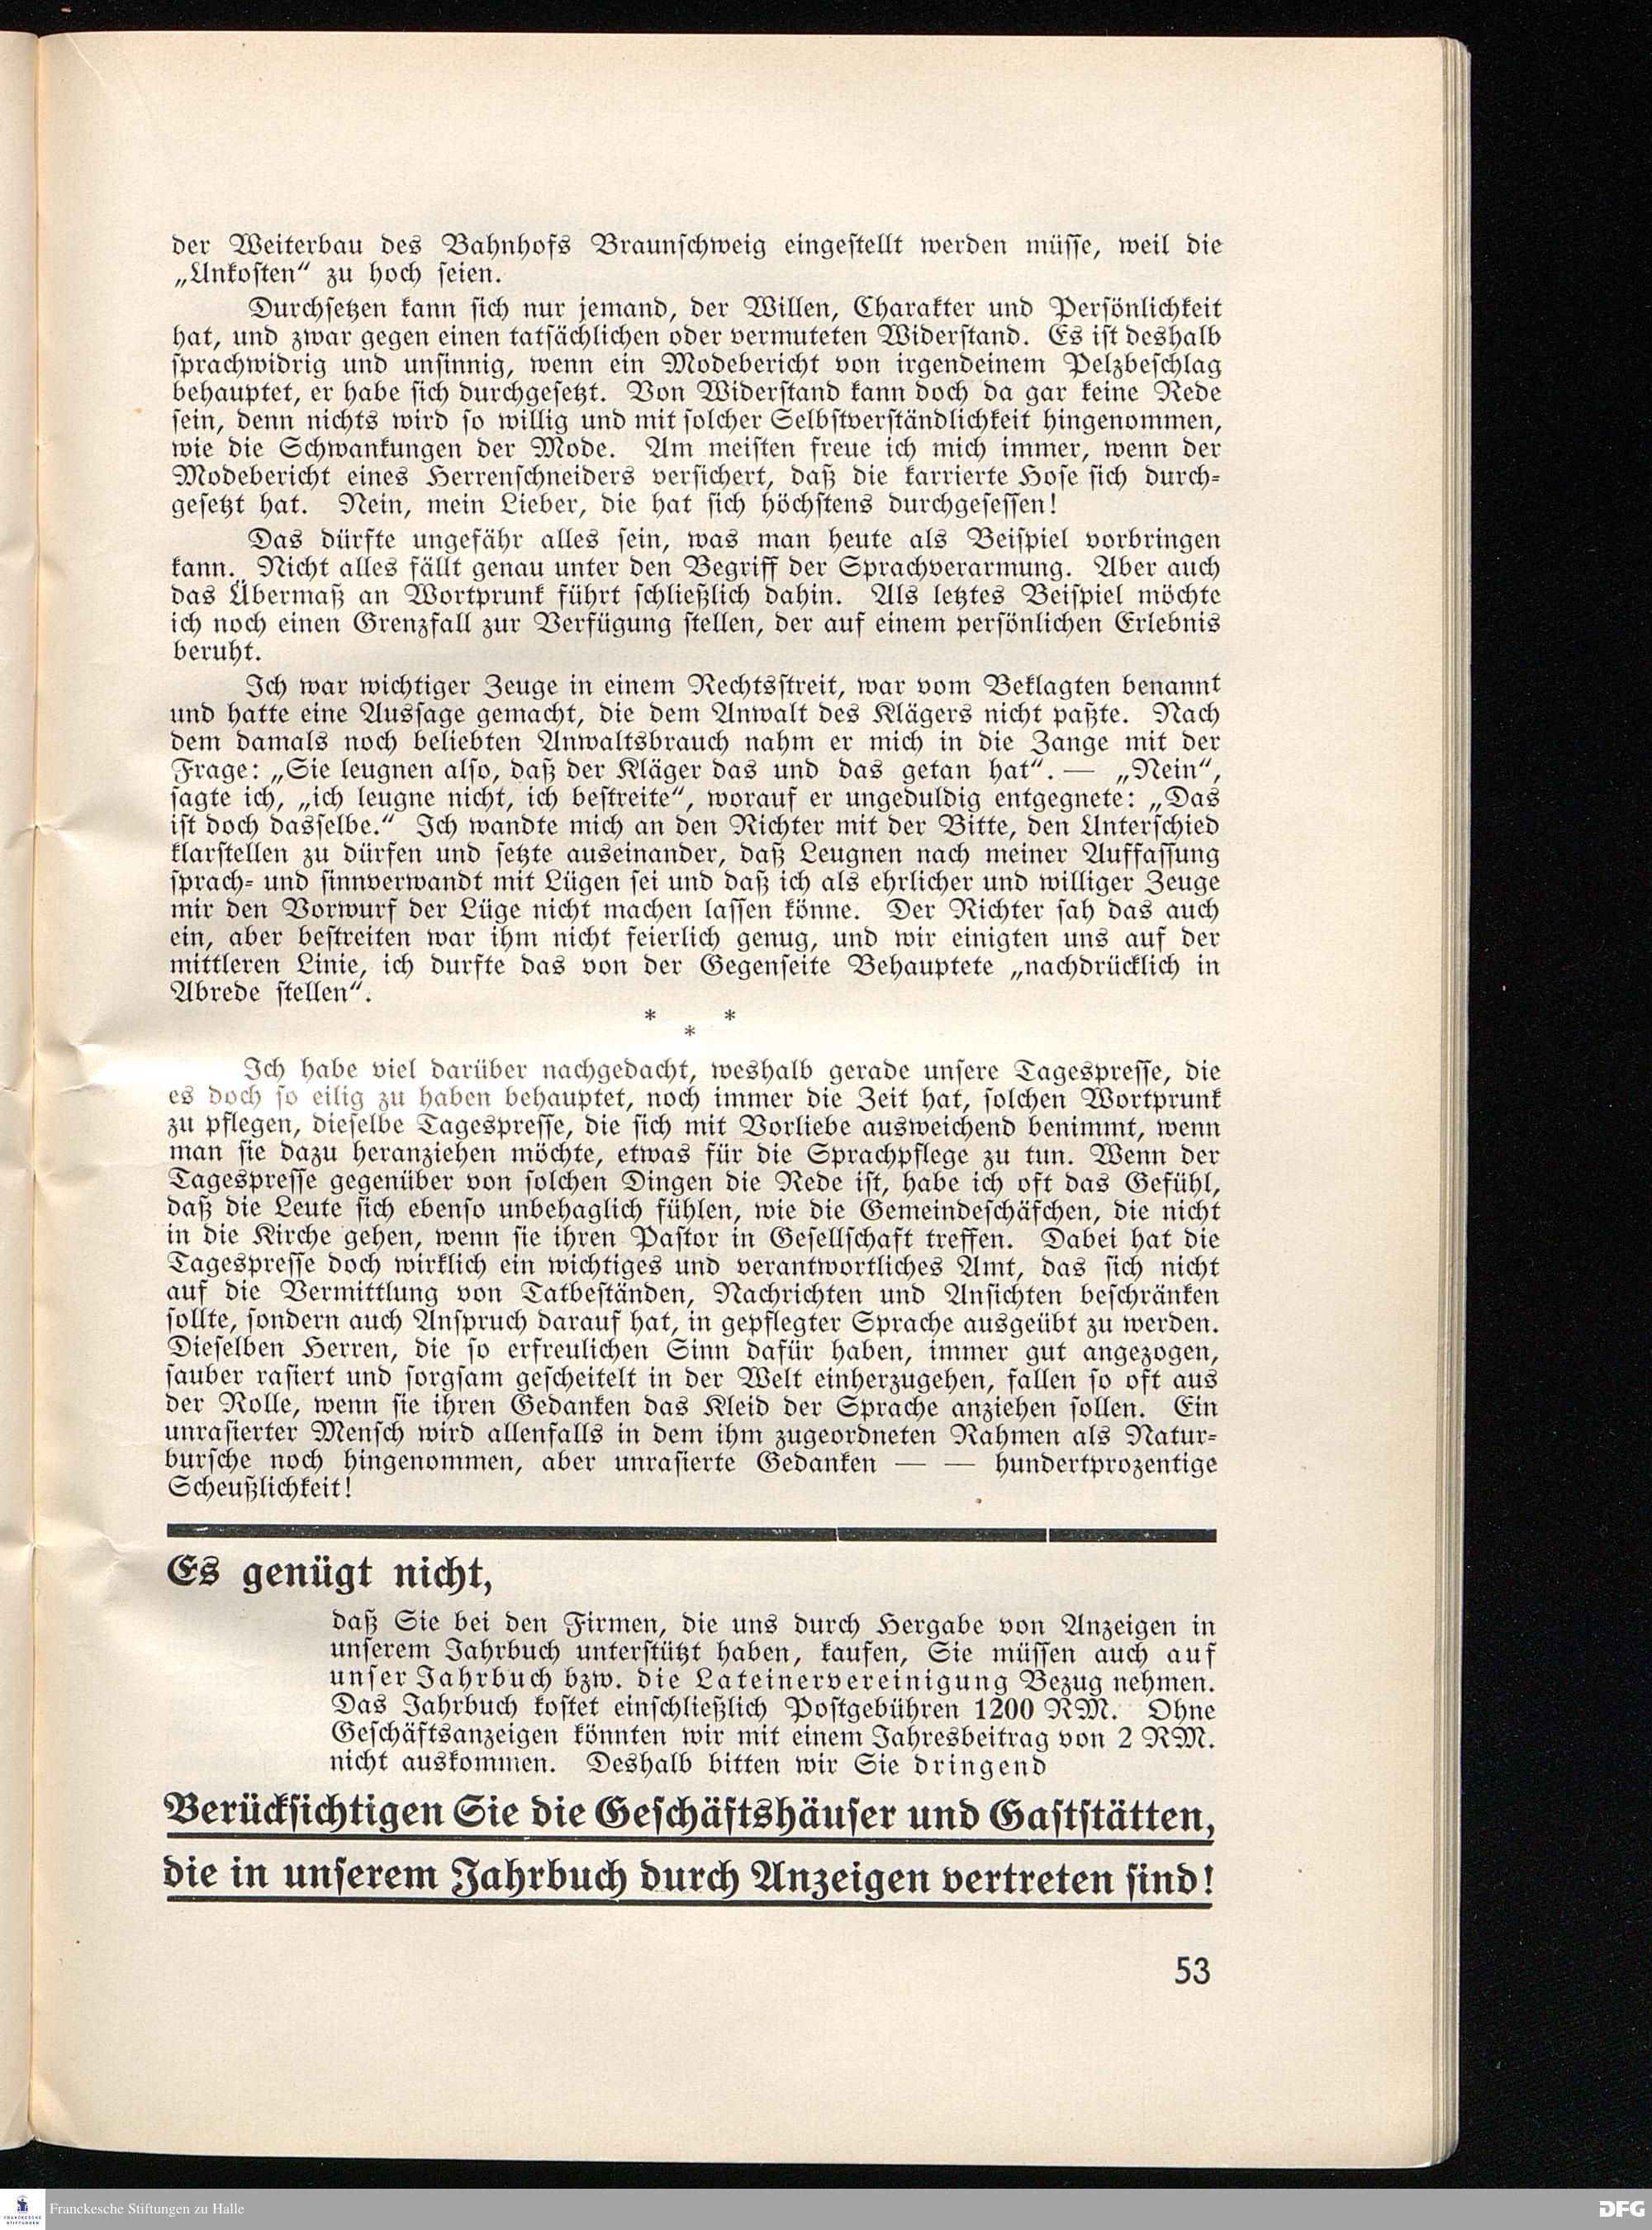 der Weiterbau des Bahnhofs Braunschweig eingestellt werden müsse, weil die
„Unkosten“ zu hoch seien.
Durchsetzen kann sich nur jemand, der Willen, Charakter und Persönlichkeit
hat, und zwar gegen einen tatsächlichen oder vermuteten Widerstand. Es ist deshalb
sprachwidrig und unsinnig, wenn ein Modebericht von irgendeinem Pelzbeschlag
behauptet, er habe sich durchgesetzt. Von Widerstand kann doch da gar keine Rede
sein, denn nichts wird so willig und mit solcher Selbstverständlichkeit hingenommen,
wie die Schwankungen der Mode. Am meisten freue ich mich immer, wenn der
Modebericht eines Herrenschneiders versichert, daß die karrierte Hose sich durch-
gesetzt hat. Nein, mein Lieber, die hat sich höchstens durchgesessen!
Das dürfte ungefähr alles sein, was man heute als Beispiel vorbringen
kann. Nicht alles fällt genau unter den Begriff der Sprachverarmung. Aber auch
das Übermaß an Wortprunk führt schließlich dahin. Als letztes Beispiel möchte
ich noch einen Grenzfall zur Verfügung stellen, der auf einem persönlichen Erlebnis
beruht.
Ich war wichtiger Zeuge in einem Rechtsstreit, war vom Beklagten benannt
und hatte eine Aussage gemacht, die dem Anwalt des Klägers nicht paßte. Nach
dem damals noch beliebten Anwaltsbrauch nahm er mich in die Zange mit der
Frage: „Sie leugnen also, daß der Kläger das und das getan hat“. — „Nein“,
sagte ich, „ich leugne nicht, ich bestreite“, worauf er ungeduldig entgegnete: „Das
ist doch dasselbe.“ Ich wandte mich an den Richter mit der Bitte, den Unterschied
klarstellen zu dürfen und setzte auseinander, daß Leugnen nach meiner Auffassung
sprach- und sinnverwandt mit Lügen sei und daß ich als ehrlicher und williger Zeuge
mir den Vorwurf der Lüge nicht machen lassen könne. Der Richter sah das auch
ein, aber bestreiten war ihm nicht feierlich genug, und wir einigten uns auf der
mittleren Linie, ich durfte das von der Gegenseite Behauptete „nachdrücklich in
Abrede stellen“.
* * *
Ich habe viel darüber nachgedacht, weshalb gerade unsere Tagespresse, die
es doch so eilig zu haben behauptet, noch immer die Zeit hat, solchen Wortprunk
zu pflegen, dieselbe Tagespresse, die sich mit Vorliebe ausweichend benimmt, wenn
man sie dazu heranziehen möchte, etwas für die Sprachpflege zu tun. Wenn der
Tagespresse gegenüber von solchen Dingen die Rede ist, habe ich oft das Gefühl,
daß die Leute sich ebenso unbehaglich fühlen, wie die Gemeindeschäfchen, die nicht
in die Kirche gehen, wenn sie ihren Pastor in Gesellschaft treffen. Dabei hat die
Tagespresse doch wirklich ein wichtiges und verantwortliches Amt, das sich nicht
auf die Vermittlung von Tatbeständen, Nachrichten und Ansichten beschränken
sollte, sondern auch Anspruch darauf hat, in gepflegter Sprache ausgeübt zu werden.
Dieselben Herren, die so erfreulichen Sinn dafür haben, immer gut angezogen,
sauber rasiert und sorgsam gescheitelt in der Welt einherzugehen, fallen so oft aus
der Rolle, wenn sie ihren Gedanken das Kleid der Sprache anziehen sollen. Ein
unrasierter Mensch wird allenfalls in dem ihm zugeordneten Rahmen als Natur-
bursche noch hingenommen, aber unrasierte Gedanken — — hundertprozentige
Scheußlichkeit!
Es genügt nicht,
daß Sie bei den Firmen, die uns durch Hergabe von Anzeigen in
unserem Jahrbuch unterstützt haben, kaufen, Sie müssen auch auf
unser Jahrbuch bzw. die Lateinervereinigung Bezug nehmen.
Das Jahrbuch kostet einschließlich Postgebühren 1200 RM. Ohne
Geschäftsanzeigen könnten wir mit einem Jahresbeitrag von 2 RM.
nicht auskommen. Deshalb bitten wir Sie dringend
Berücksichtigen Sie die Geschäftshäuser und Gaststätten,
die in unserem Jahrbuch durch Anzeigen vertreten sind!
53
Franckesche Stiftungen zu Halle
FRANCKESCHE STIFTUNGEN
DFG